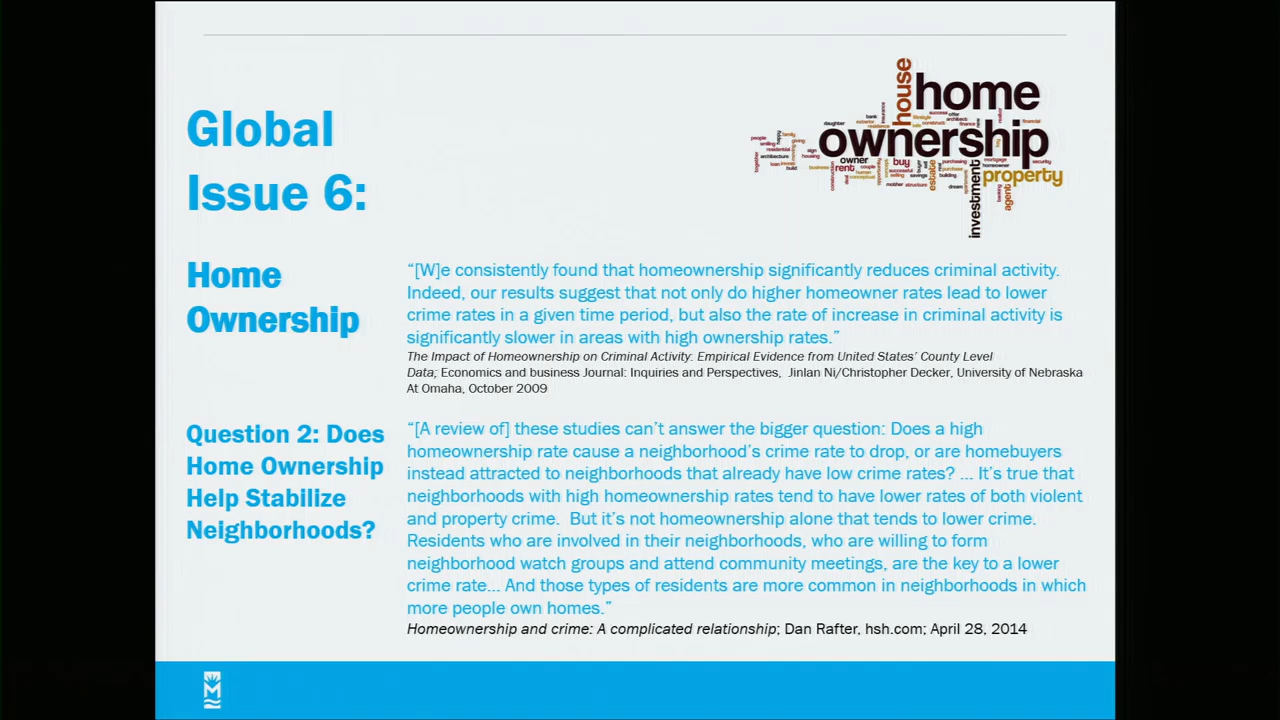 Global
Issue 6:
house
home
ownership
owner
buy
rent
estate
property
investment
agent
Home
Ownership
“[W]e consistently found that homeownership significantly reduces criminal activity.
Indeed, our results suggest that not only do higher homeowner rates lead to lower
crime rates in a given time period, but also the rate of increase in criminal activity is
significantly slower in areas with high ownership rates.”
The Impact of Homeownership on Criminal Activity: Empirical Evidence from United States’ County Level
Data; Economics and business Journal: Inquiries and Perspectives, Jinlan Ni/Christopher Decker, University of Nebraska
At Omaha, October 2009
Question 2: Does
Home Ownership
Help Stabilize
Neighborhoods?
“[A review of] these studies can’t answer the bigger question: Does a high
homeownership rate cause a neighborhood’s crime rate to drop, or are homebuyers
instead attracted to neighborhoods that already have low crime rates? ... It’s true that
neighborhoods with high homeownership rates tend to have lower rates of both violent
and property crime. But it’s not homeownership alone that tends to lower crime.
Residents who are involved in their neighborhoods, who are willing to form
neighborhood watch groups and attend community meetings, are the key to a lower
crime rate... And those types of residents are more common in neighborhoods in which
more people own homes.”
Homeownership and crime: A complicated relationship; Dan Rafter, hsh.com; April 28, 2014
M